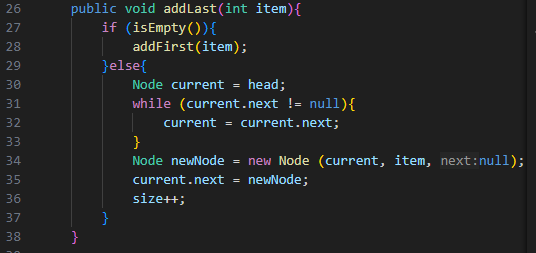 26 public void addLast(int item){
27 if (isEmpty()){
28 addFirst(item);
29 }else{
30 Node current = head;
31 while (current.next != null){
32 current = current.next;
33 }
34 Node newNode = new Node (current, item, next:null);
35 current.next = newNode;
36 size++;
37 }
38 }